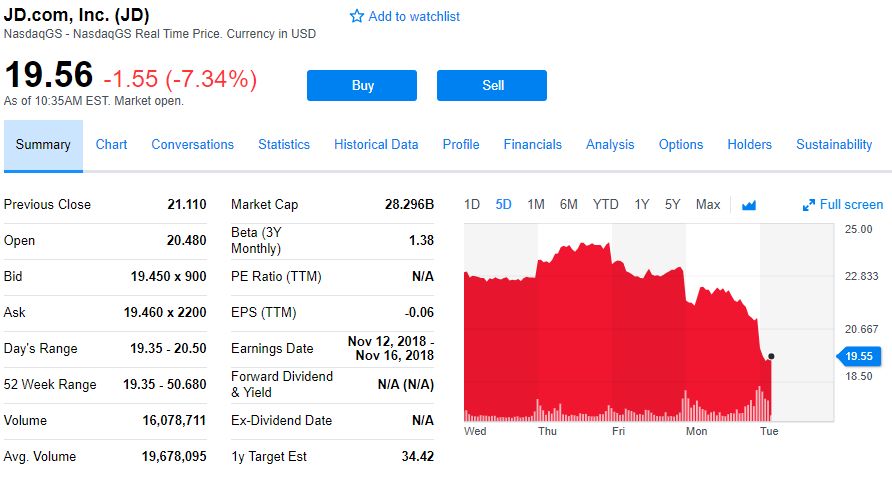 JD.com, Inc. (JD)
Add to watchlist
NasdaqGS - NasdaqGS Real Time Price. Currency in USD
19.56 -1.55 (-7.34%)
As of 10:35AM EST. Market open.
Buy
Sell
Summary Chart Conversations Statistics Historical Data Profile Financials Analysis Options Holders Sustainability
Previous Close 21.110
Open 20.480
Bid 19.450 x 900
Ask 19.460 x 2200
Day's Range 19.35 - 20.50
52 Week Range 19.35 - 50.680
Volume 16,078,711
Avg. Volume 19,678,095
Market Cap 28.296B
Beta (3Y
Monthly) 1.38
PE Ratio (TTM) N/A
EPS (TTM) -0.06
Earnings Date Nov 12, 2018 -
Nov 16, 2018
Forward Dividend
& Yield N/A (N/A)
Ex-Dividend Date N/A
1y Target Est 34.42
1D 5D 1M 6M YTD 1Y 5Y Max
Full screen
25.00
22.833
20.667
19.55
18.50
Wed Thu Fri Mon Tue